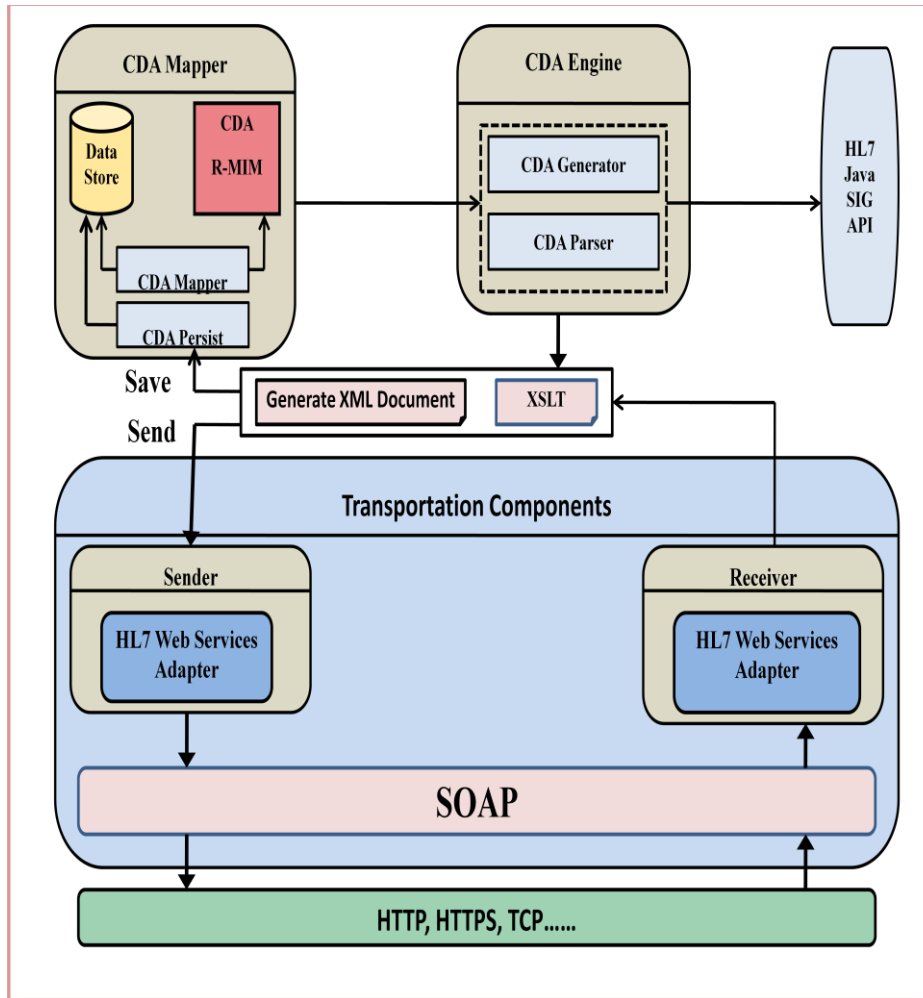 CDA Mapper
Data
Store
CDA
R-MIM
CDA Mapper
CDA Persist
CDA Engine
CDA Generator
CDA Parser
HL7
Java
SIG
API
Save
Send
Generate XML Document
XSLT
Transportation Components
Sender
HL7 Web Services
Adapter
Receiver
HL7 Web Services
Adapter
SOAP
HTTP, HTTPS, TCP......